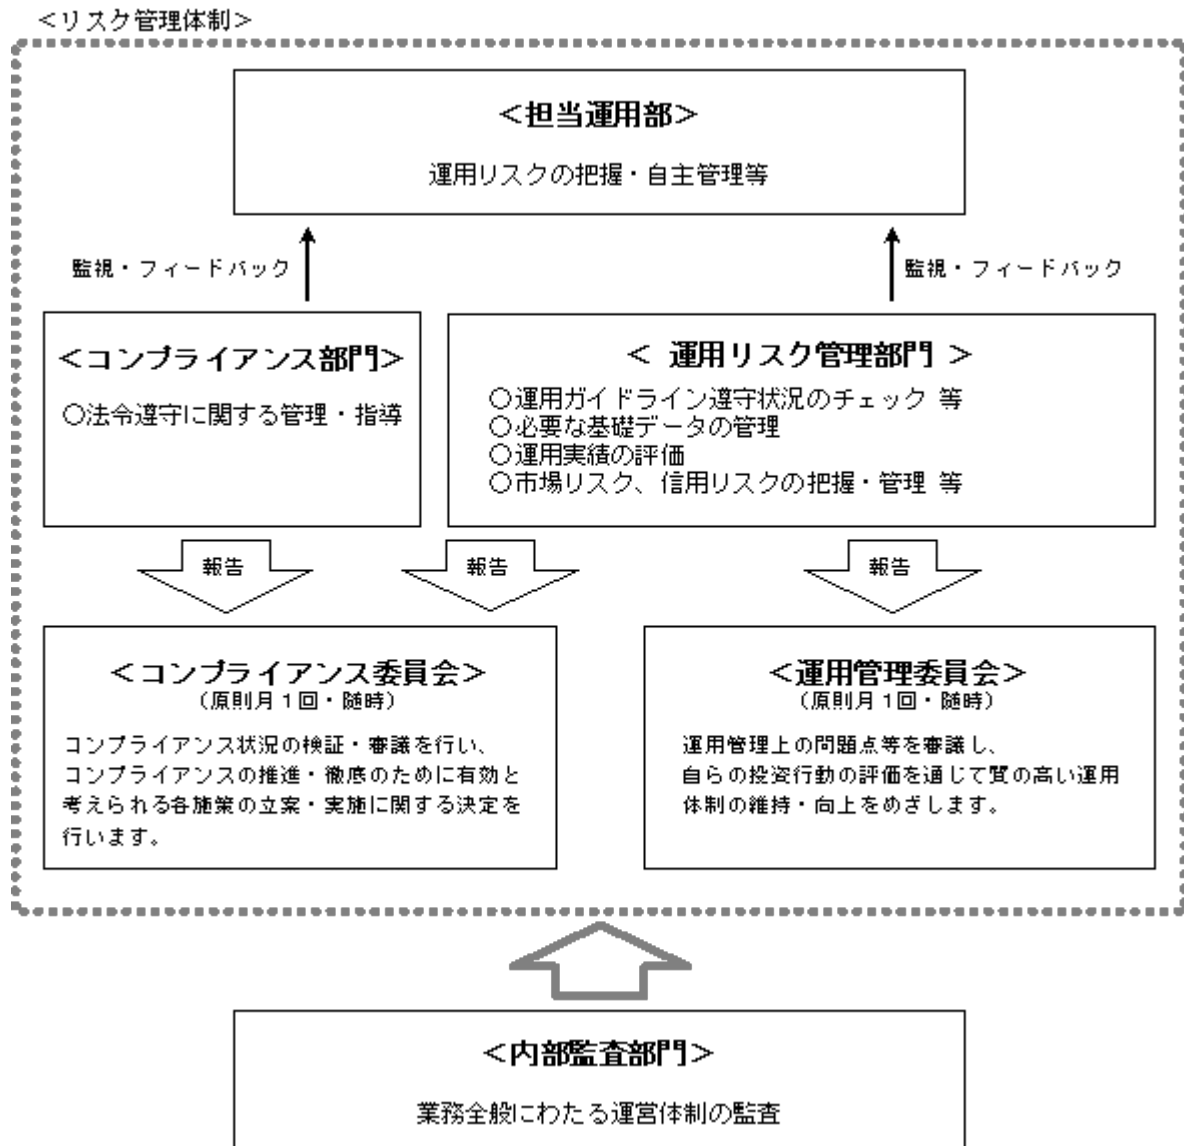 ＜リスク管理体制＞
＜担当運用部＞
運用リスクの把握・自主管理等
監視・フィードバック
監視・フィードバック
＜コンプライアンス部門＞
○法令遵守に関する管理・指導
＜ 運用リスク管理部門 ＞
○運用ガイドライン遵守状況のチェック 等
○必要な基礎データの管理
○運用実績の評価
○市場リスク、信用リスクの把握・管理 等
報告
報告
報告
＜コンプライアンス委員会＞
（原則月１回・随時）
コンプライアンス状況の検証・審議を行い、
コンプライアンスの推進・徹底のために有効と
考えられる各施策の立案・実施に関する決定を
行います。
＜運用管理委員会＞
（原則月１回・随時）
運用管理上の問題点等を審議し、
自らの投資行動の評価を通じて質の高い運用
体制の維持・向上をめざします。
＜内部監査部門＞
業務全般にわたる運営体制の監査